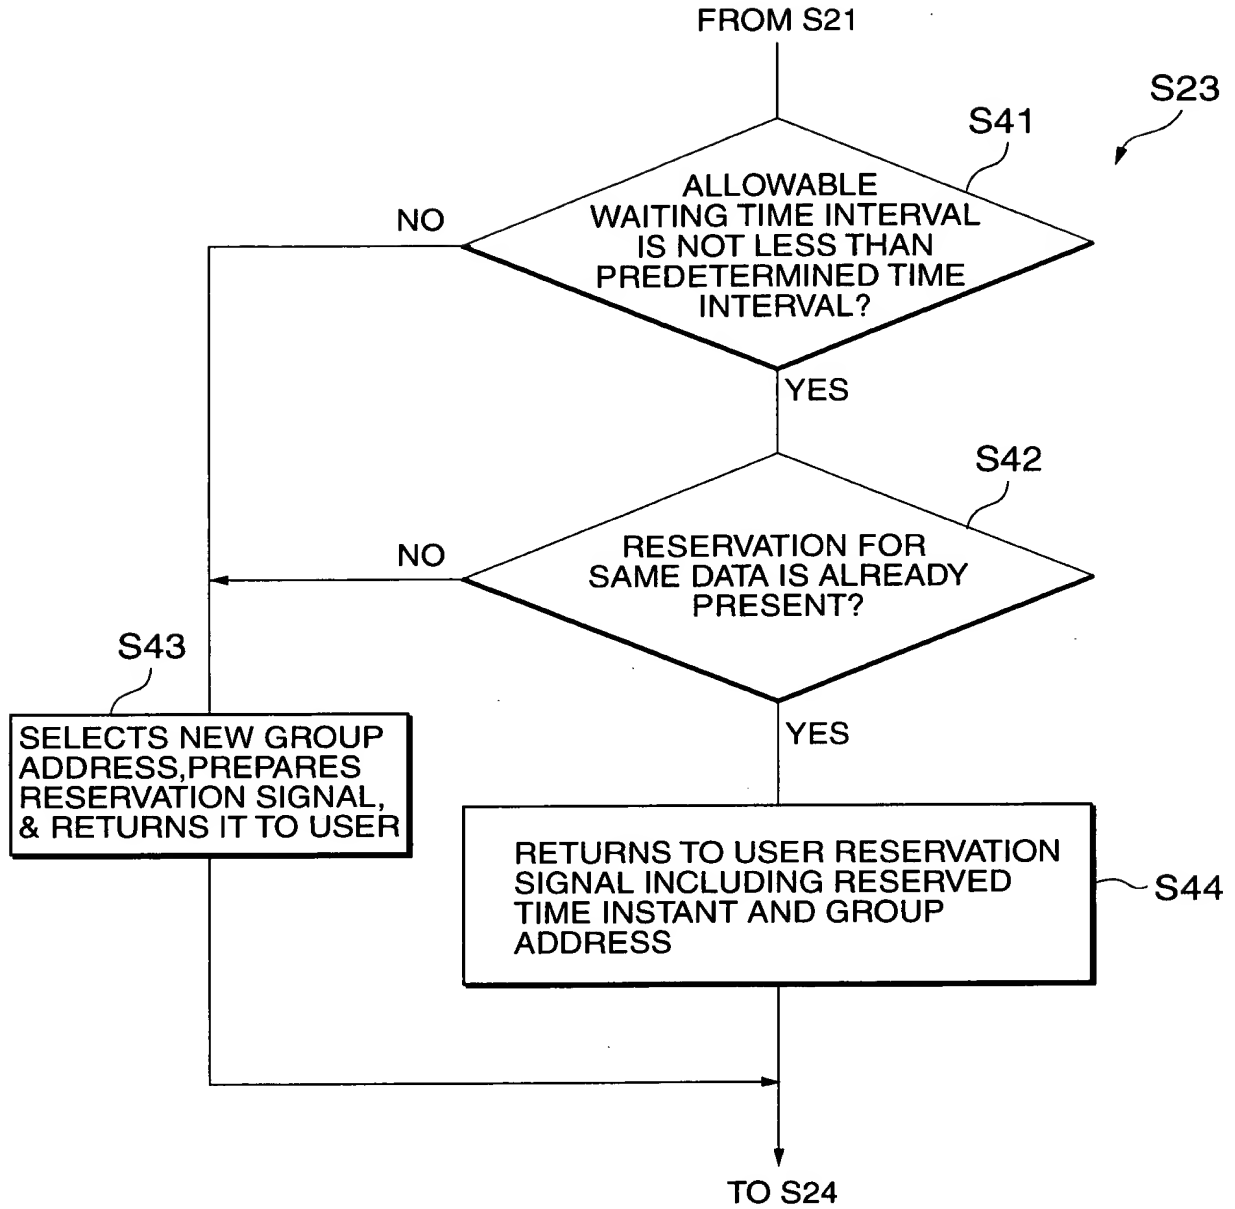 FROM S21
S23
S41
ALLOWABLE
WAITING TIME INTERVAL
IS NOT LESS THAN
PREDETERMINED TIME
INTERVAL?
NO
YES
S42
RESERVATION FOR
SAME DATA IS ALREADY
PRESENT?
NO
YES
S43
SELECTS NEW GROUP
ADDRESS,PREPARES
RESERVATION SIGNAL,
& RETURNS IT TO USER
RETURNS TO USER RESERVATION
SIGNAL INCLUDING RESERVED
TIME INSTANT AND GROUP
ADDRESS
S44
TO S24